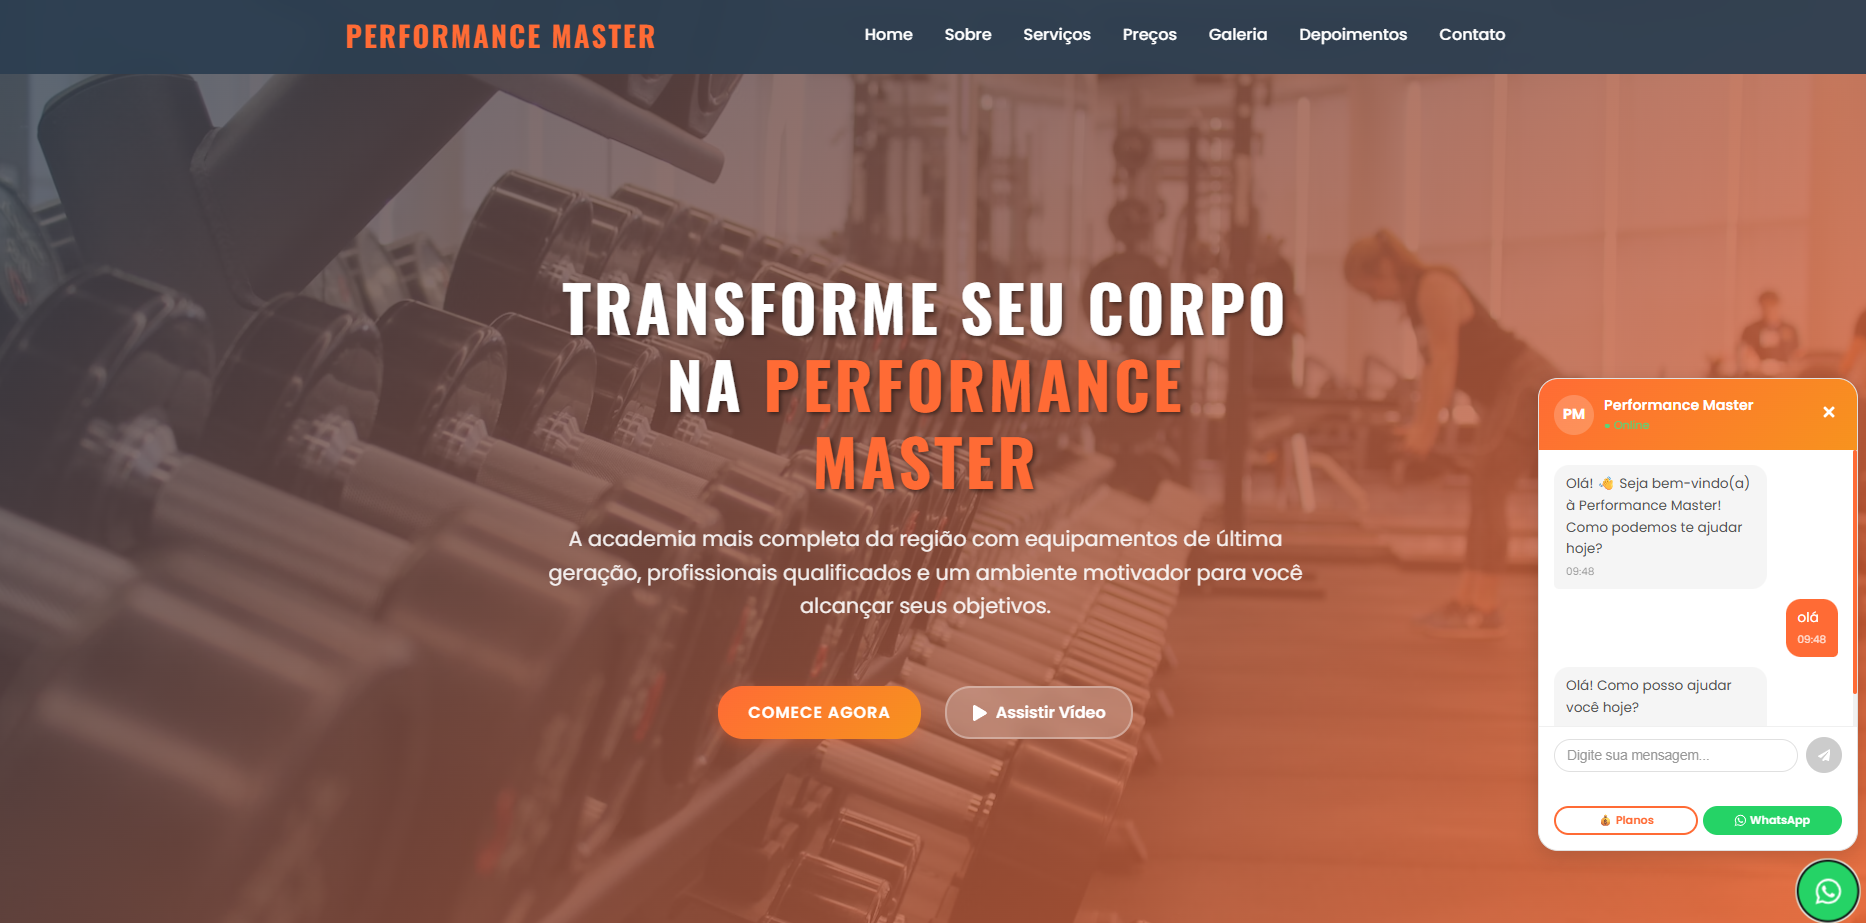 PERFORMANCE MASTER
Home Sobre Serviços Preços Galeria Depoimentos Contato
TRANSFORME SEU CORPO
NA PERFORMANCE
MASTER
A academia mais completa da região com equipamentos de última
geração, profissionais qualificados e um ambiente motivador para você
alcançar seus objetivos.
COMECE AGORA
Assistir Vídeo
PM
Performance Master
● Online
Olá! 👋 Seja bem-vindo(a)
à Performance Master!
Como podemos te ajudar
hoje?
09:48
olá
09:48
Olá! Como posso ajudar
você hoje?
Digite sua mensagem...
💰 Planos
WhatsApp